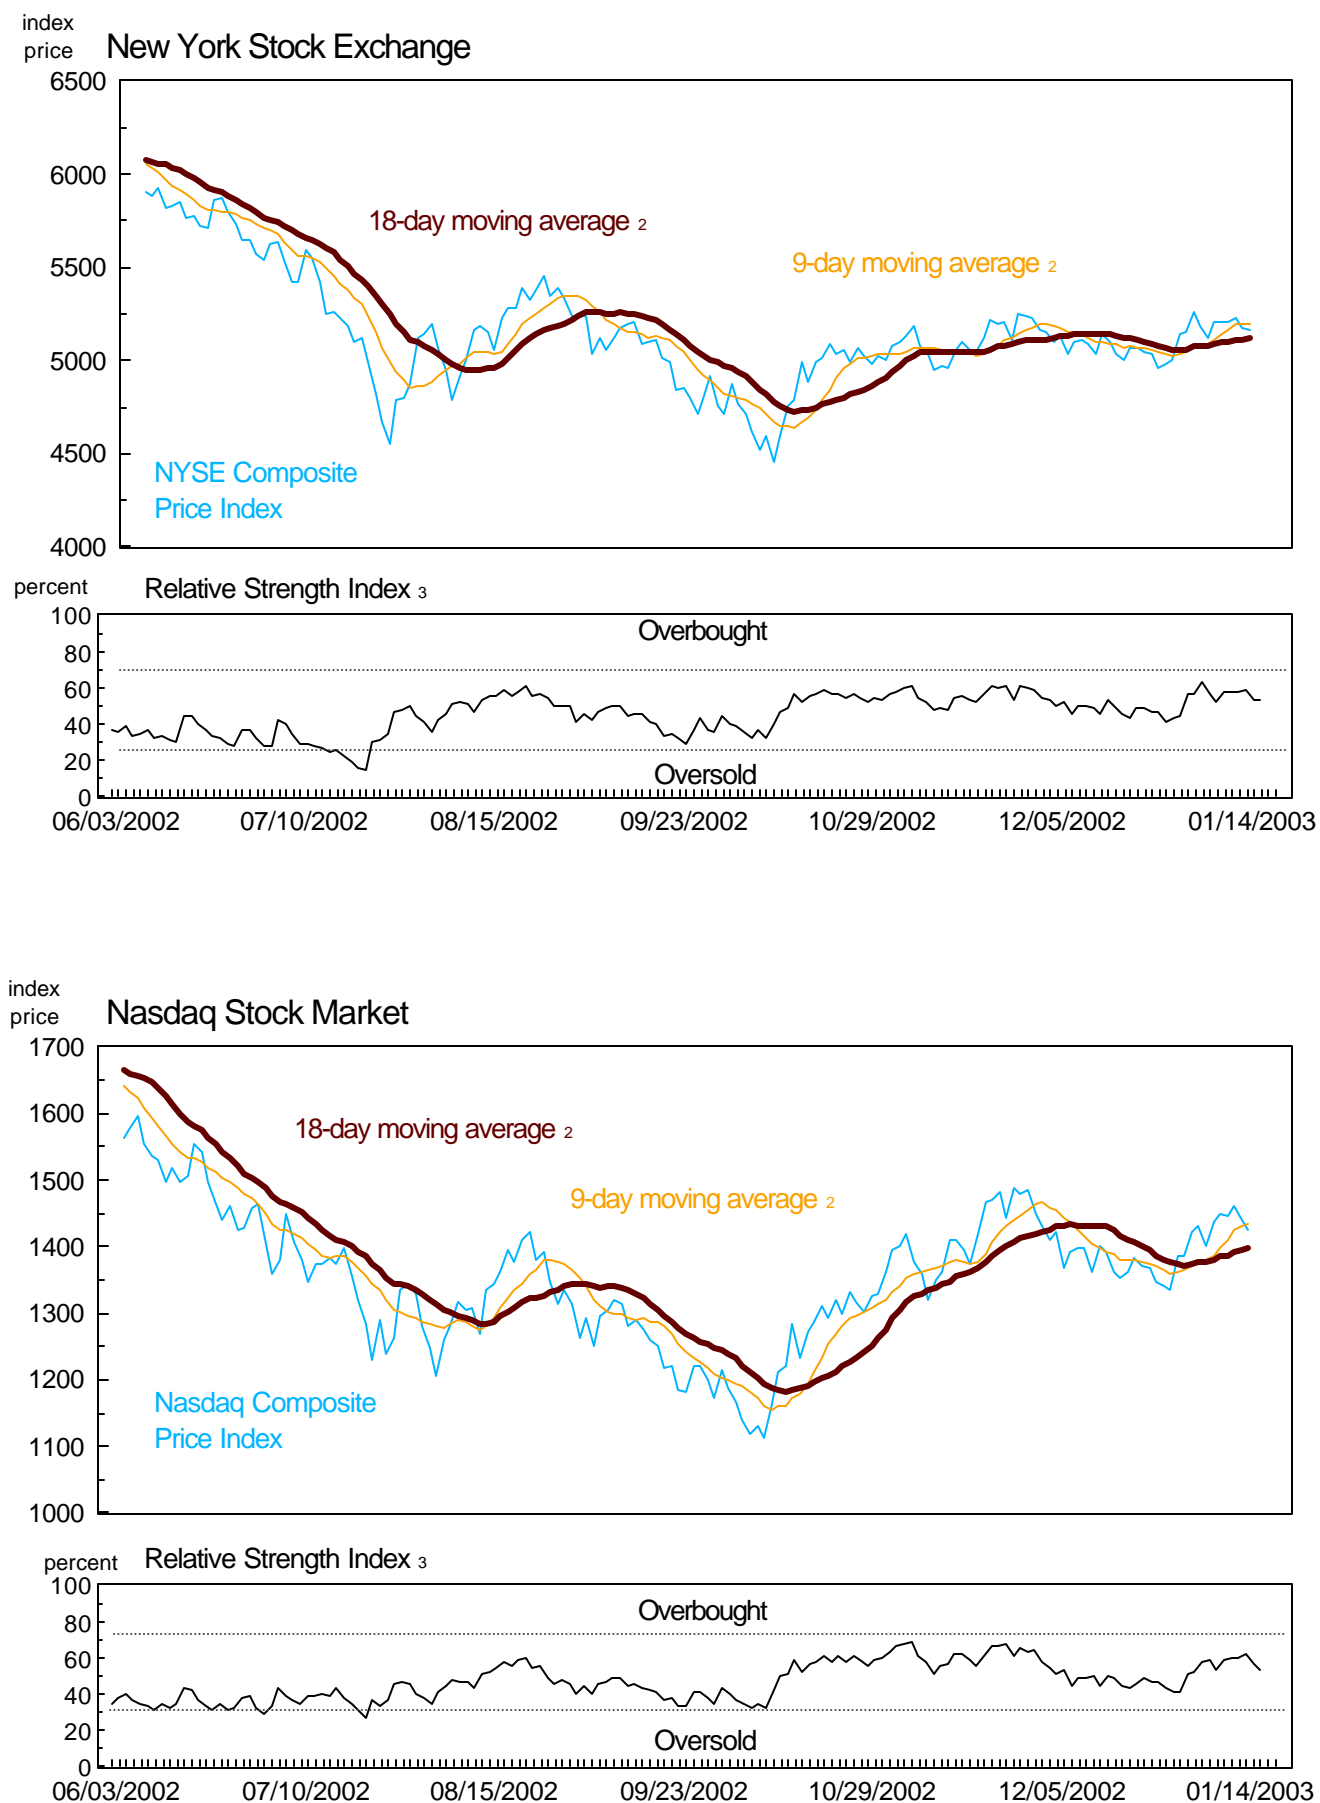 index
price New York Stock Exchange
6500
6000
18-day moving average 2
9-day moving average 2
5500
5000
4500
NYSE Composite
Price Index
4000
percent Relative Strength Index 3
100
Overbought
80
60
40
20
Oversold
0
06/03/2002 07/10/2002 08/15/2002 09/23/2002 10/29/2002 12/05/2002 01/14/2003
index
price Nasdaq Stock Market
1700
1600
18-day moving average 2
1500
9-day moving average 2
1400
1300
1200
Nasdaq Composite
Price Index
1100
1000
percent Relative Strength Index 3
100
Overbought
80
60
40
20
Oversold
0
06/03/2002 07/10/2002 08/15/2002 09/23/2002 10/29/2002 12/05/2002 01/14/2003